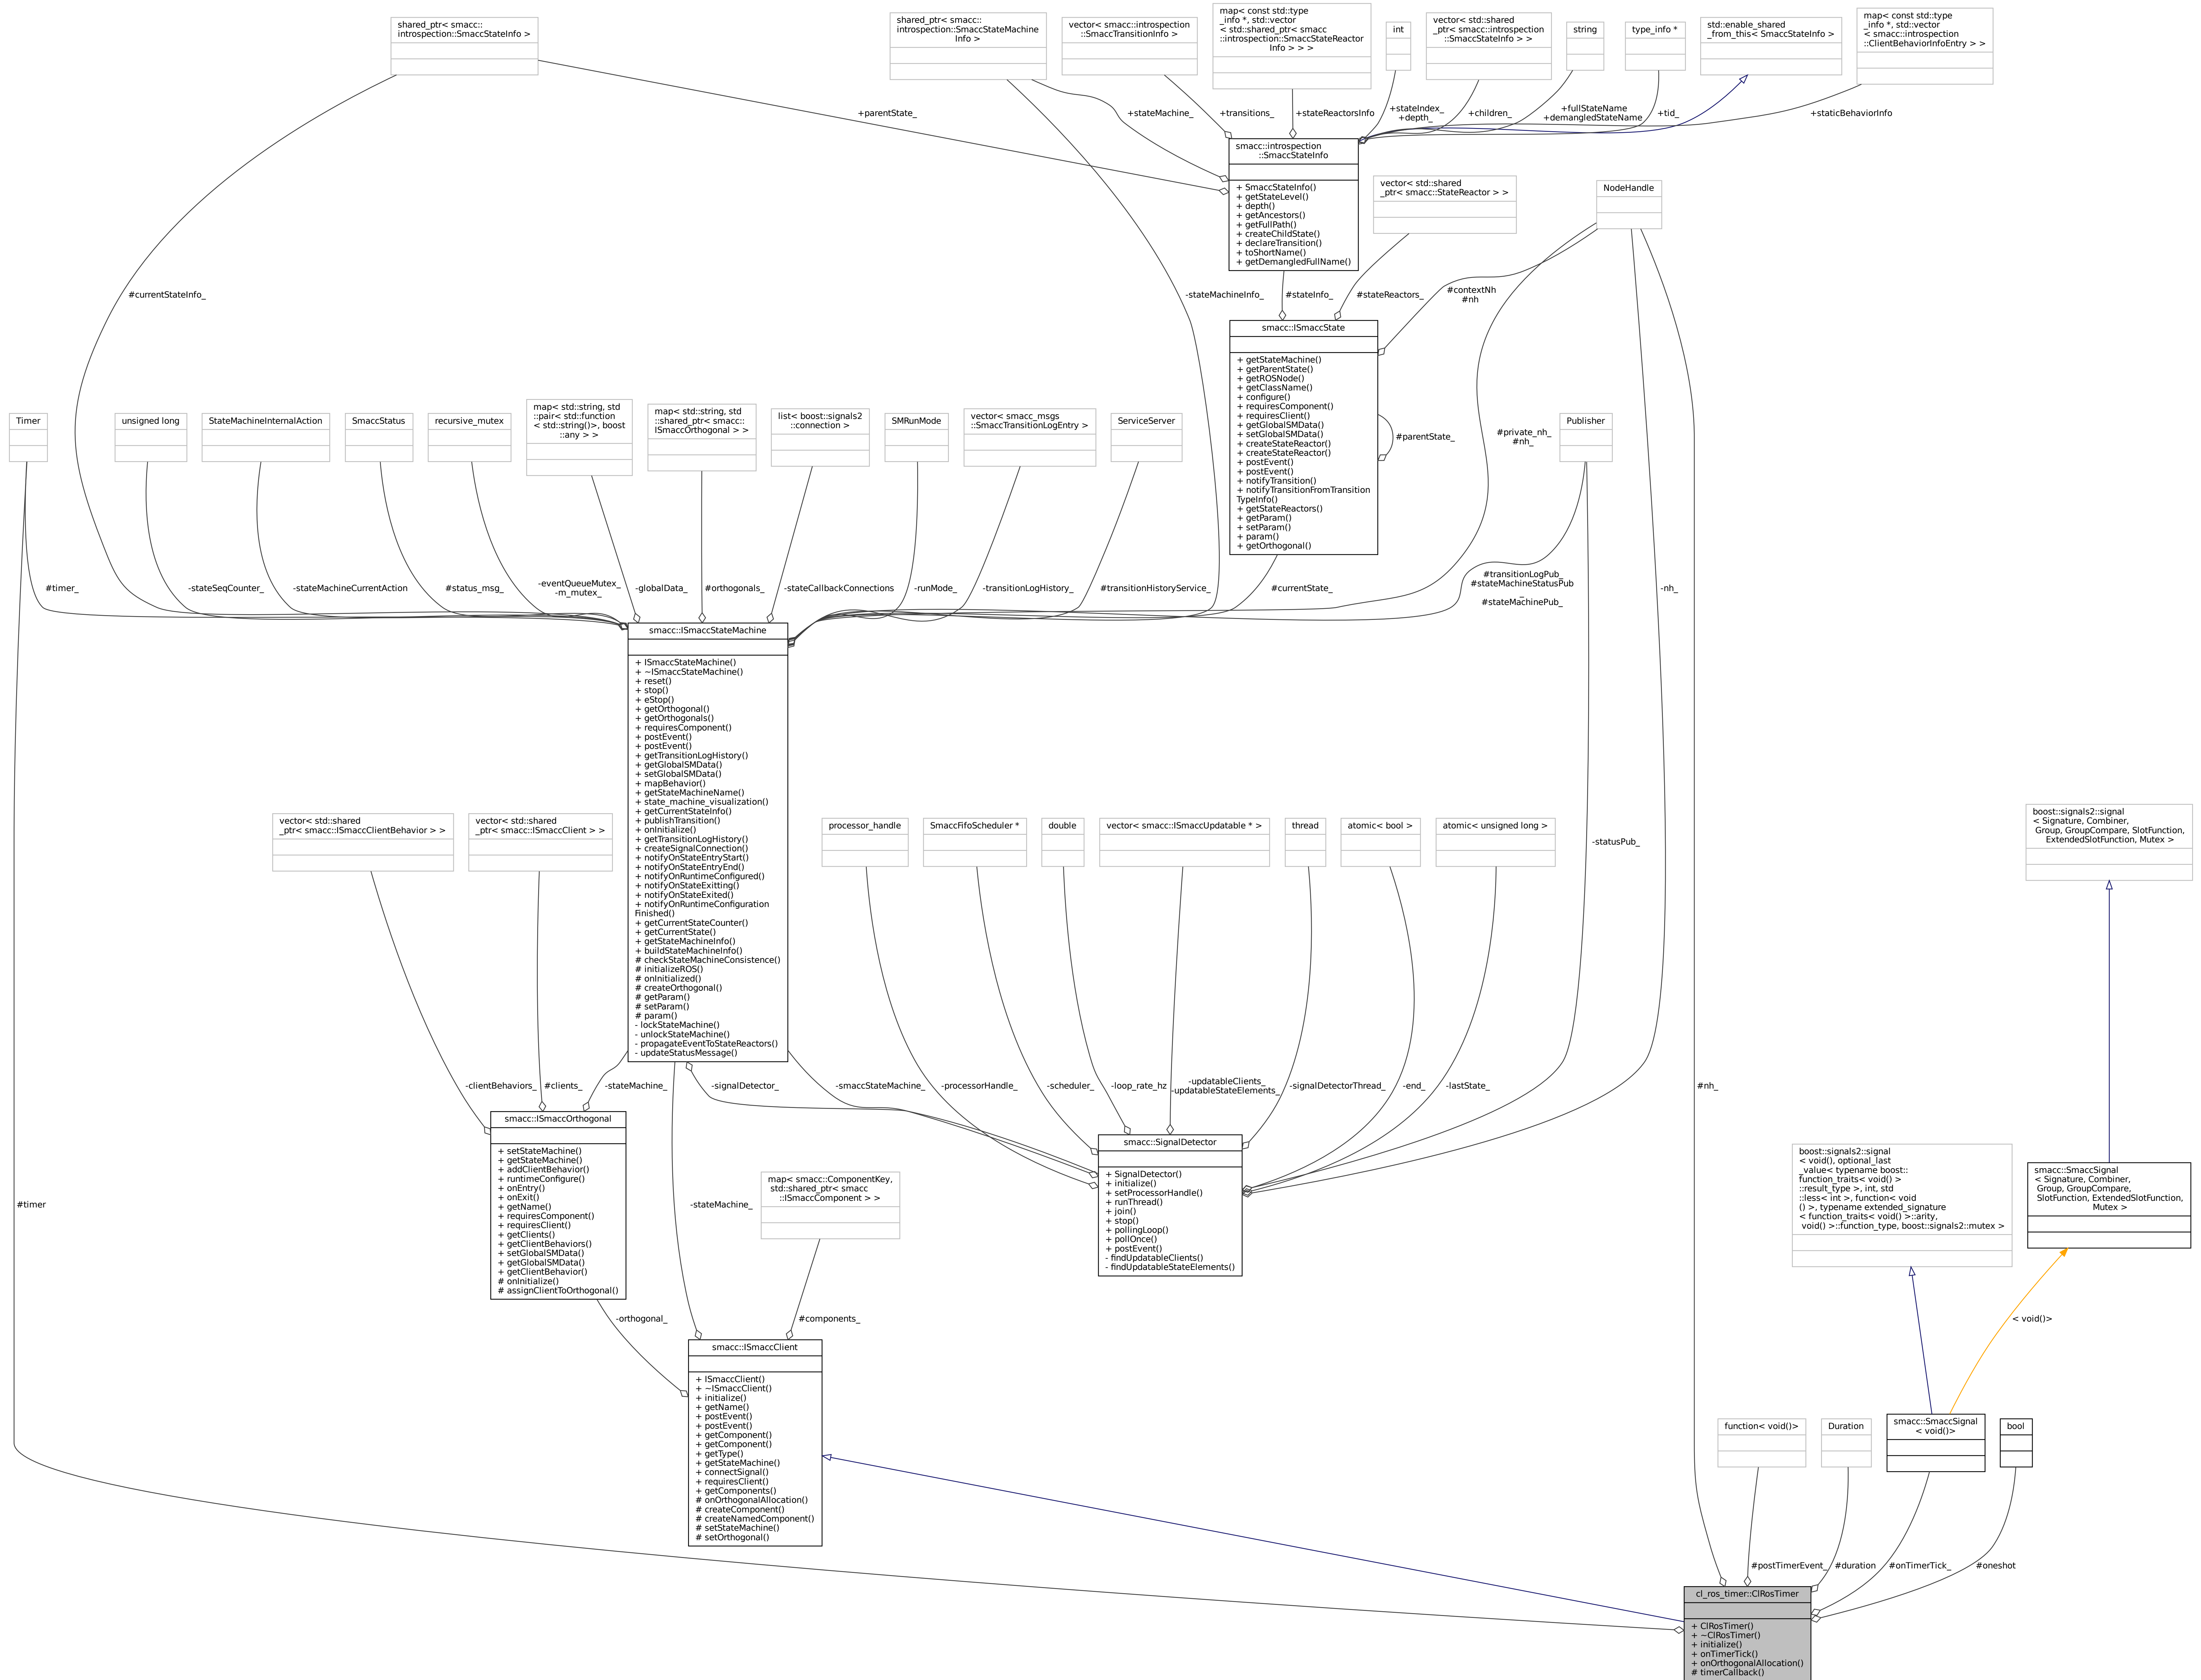 shared_ptr< smacc::
introspection::SmaccStateInfo >
shared_ptr< smacc::
introspection::SmaccStateMachine
Info >
vector< smacc::introspection
::SmaccTransitionInfo >
map< const std::type
_info *, std::vector
< std::shared_ptr< smacc
::introspection::SmaccStateReactor
Info > > >
int
vector< std::shared
_ptr< smacc::introspection
::SmaccStateInfo > >
string
type_info *
std::enable_shared
_from_this< SmaccStateInfo >
map< const std::type
_info *, std::vector
< smacc::introspection
::ClientBehaviorInfoEntry > >
+parentState_
+stateMachine_
+transitions_
+stateReactorsInfo
+stateIndex_
+depth_
+children_
+fullStateName
+demangledStateName
+tid_
+staticBehaviorInfo
smacc::introspection
::SmaccStateInfo
+ SmaccStateInfo()
+ getStateLevel()
+ depth()
+ getAncestors()
+ getFullPath()
+ createChildState()
+ declareTransition()
+ toShortName()
+ getDemangledFullName()
vector< std::shared
_ptr< smacc::StateReactor > >
NodeHandle
#currentStateInfo_
-stateMachineInfo_
#stateInfo_
#stateReactors_
#contextNh
#nh
smacc::ISmaccState
+ getStateMachine()
+ getParentState()
+ getROSNode()
+ getClassName()
+ configure()
+ requiresComponent()
+ requiresClient()
+ getGlobalSMData()
+ setGlobalSMData()
+ createStateReactor()
+ createStateReactor()
+ postEvent()
+ postEvent()
+ notifyTransition()
+ notifyTransitionFromTransition
TypeInfo()
+ getStateReactors()
+ getParam()
+ setParam()
+ param()
+ getOrthogonal()
#parentState_
#private_nh_
#nh_
Publisher
Timer
unsigned long
StateMachineInternalAction
SmaccStatus
recursive_mutex
map< std::string, std
::pair< std::function
< std::string()>, boost
::any > >
map< std::string, std
::shared_ptr< smacc::
ISmaccOrthogonal > >
list< boost::signals2
::connection >
SMRunMode
vector< smacc_msgs
::SmaccTransitionLogEntry >
ServiceServer
#timer_
-stateSeqCounter_
-stateMachineCurrentAction
#status_msg_
-eventQueueMutex_
-m_mutex_
-globalData_
#orthogonals_
-stateCallbackConnections
-runMode_
-transitionLogHistory_
#transitionHistoryService_
#currentState_
#transitionLogPub_
#stateMachineStatusPub
_
#stateMachinePub_
-nh_
smacc::ISmaccStateMachine
+ ISmaccStateMachine()
+ ~ISmaccStateMachine()
+ reset()
+ stop()
+ eStop()
+ getOrthogonal()
+ getOrthogonals()
+ requiresComponent()
+ postEvent()
+ postEvent()
+ getTransitionLogHistory()
+ getGlobalSMData()
+ setGlobalSMData()
+ mapBehavior()
+ getStateMachineName()
+ state_machine_visualization()
+ getCurrentStateInfo()
+ publishTransition()
+ onInitialize()
+ getTransitionLogHistory()
+ createSignalConnection()
+ notifyOnStateEntryStart()
+ notifyOnStateEntryEnd()
+ notifyOnRuntimeConfigured()
+ notifyOnStateExitting()
+ notifyOnStateExited()
+ notifyOnRuntimeConfiguration
Finished()
+ getCurrentStateCounter()
+ getCurrentState()
+ getStateMachineInfo()
+ buildStateMachineInfo()
# checkStateMachineConsistence()
# initializeROS()
# onInitialized()
# createOrthogonal()
# getParam()
# setParam()
# param()
- lockStateMachine()
- unlockStateMachine()
- propagateEventToStateReactors()
- updateStatusMessage()
vector< std::shared
_ptr< smacc::ISmaccClientBehavior > >
vector< std::shared
_ptr< smacc::ISmaccClient > >
processor_handle
SmaccFifoScheduler *
double
vector< smacc::ISmaccUpdatable * >
thread
atomic< bool >
atomic< unsigned long >
-statusPub_
boost::signals2::signal
< Signature, Combiner,
Group, GroupCompare, SlotFunction,
ExtendedSlotFunction, Mutex >
-clientBehaviors_
#clients_
-stateMachine_
-signalDetector_
-smaccStateMachine_
-processorHandle_
-scheduler_
-loop_rate_hz
-updatableClients_
-updatableStateElements_
-signalDetectorThread_
-end_
-lastState_
#nh_
smacc::ISmaccOrthogonal
+ setStateMachine()
+ getStateMachine()
+ addClientBehavior()
+ runtimeConfigure()
+ onEntry()
+ onExit()
+ getName()
+ requiresComponent()
+ requiresClient()
+ getClients()
+ getClientBehaviors()
+ setGlobalSMData()
+ getGlobalSMData()
+ getClientBehavior()
# onInitialize()
# assignClientToOrthogonal()
smacc::SignalDetector
+ SignalDetector()
+ initialize()
+ setProcessorHandle()
+ runThread()
+ join()
+ stop()
+ pollingLoop()
+ pollOnce()
+ postEvent()
- findUpdatableClients()
- findUpdatableStateElements()
#timer
-stateMachine_
map< smacc::ComponentKey,
std::shared_ptr< smacc
::ISmaccComponent > >
boost::signals2::signal
< void(), optional_last
_value< typename boost::
function_traits< void() >
::result_type >, int, std
::less< int >, function< void
() >, typename extended_signature
< function_traits< void() >::arity,
void() >::function_type, boost::signals2::mutex >
smacc::SmaccSignal
< Signature, Combiner,
Group, GroupCompare,
SlotFunction, ExtendedSlotFunction,
Mutex >
-orthogonal_
#components_
< void()>
smacc::ISmaccClient
+ ISmaccClient()
+ ~ISmaccClient()
+ initialize()
+ getName()
+ postEvent()
+ postEvent()
+ getComponent()
+ getComponent()
+ getType()
+ getStateMachine()
+ connectSignal()
+ requiresClient()
+ getComponents()
# onOrthogonalAllocation()
# createComponent()
# createNamedComponent()
# setStateMachine()
# setOrthogonal()
function< void()>
Duration
smacc::SmaccSignal
< void()>
bool
#postTimerEvent_
#duration
#onTimerTick_
#oneshot
cl_ros_timer::ClRosTimer
+ ClRosTimer()
+ ~ClRosTimer()
+ initialize()
+ onTimerTick()
+ onOrthogonalAllocation()
# timerCallback()